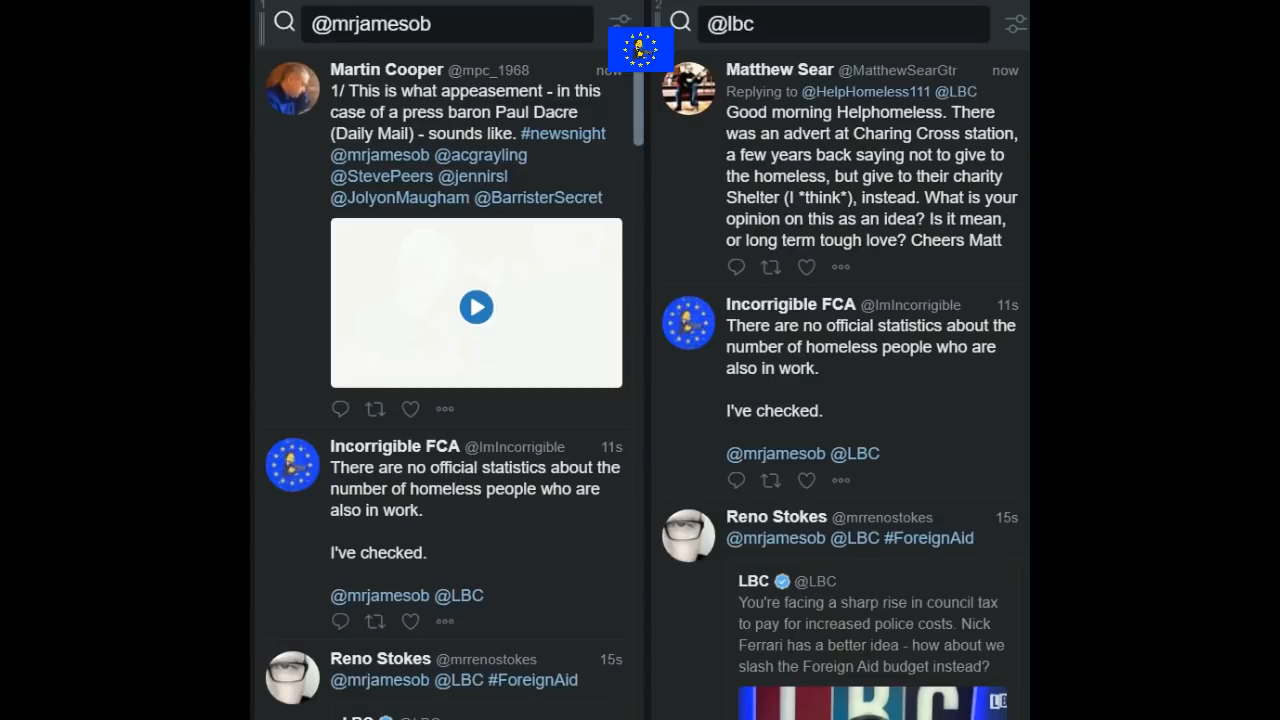 1
@mrjamesob
Martin Cooper @mpc_1968 now
1/ This is what appeasement - in this
case of a press baron Paul Dacre
(Daily Mail) - sounds like. #newsnight
@mrjamesob @acgrayling
@StevePeers @jennirsl
@JolyonMaugham @BarristerSecret
Incorrigible FCA @ImIncorrigible 11s
There are no official statistics about the
number of homeless people who are
also in work.
I've checked.
@mrjamesob @LBC
Reno Stokes @mrrenostokes 15s
@mrjamesob @LBC #ForeignAid
LBC @LBC
2
@lbc
Matthew Sear @MatthewSearGtr now
Replying to @HelpHomeless111 @LBC
Good morning Helphomeless. There
was an advert at Charing Cross station,
a few years back saying not to give to
the homeless, but give to their charity
Shelter (I *think*), instead. What is your
opinion on this as an idea? Is it mean,
or long term tough love? Cheers Matt
Incorrigible FCA @ImIncorrigible 11s
There are no official statistics about the
number of homeless people who are
also in work.
I've checked.
@mrjamesob @LBC
Reno Stokes @mrrenostokes 15s
@mrjamesob @LBC #ForeignAid
LBC @LBC
You're facing a sharp rise in council tax
to pay for increased police costs. Nick
Ferrari has a better idea - how about we
slash the Foreign Aid budget instead?
LBC